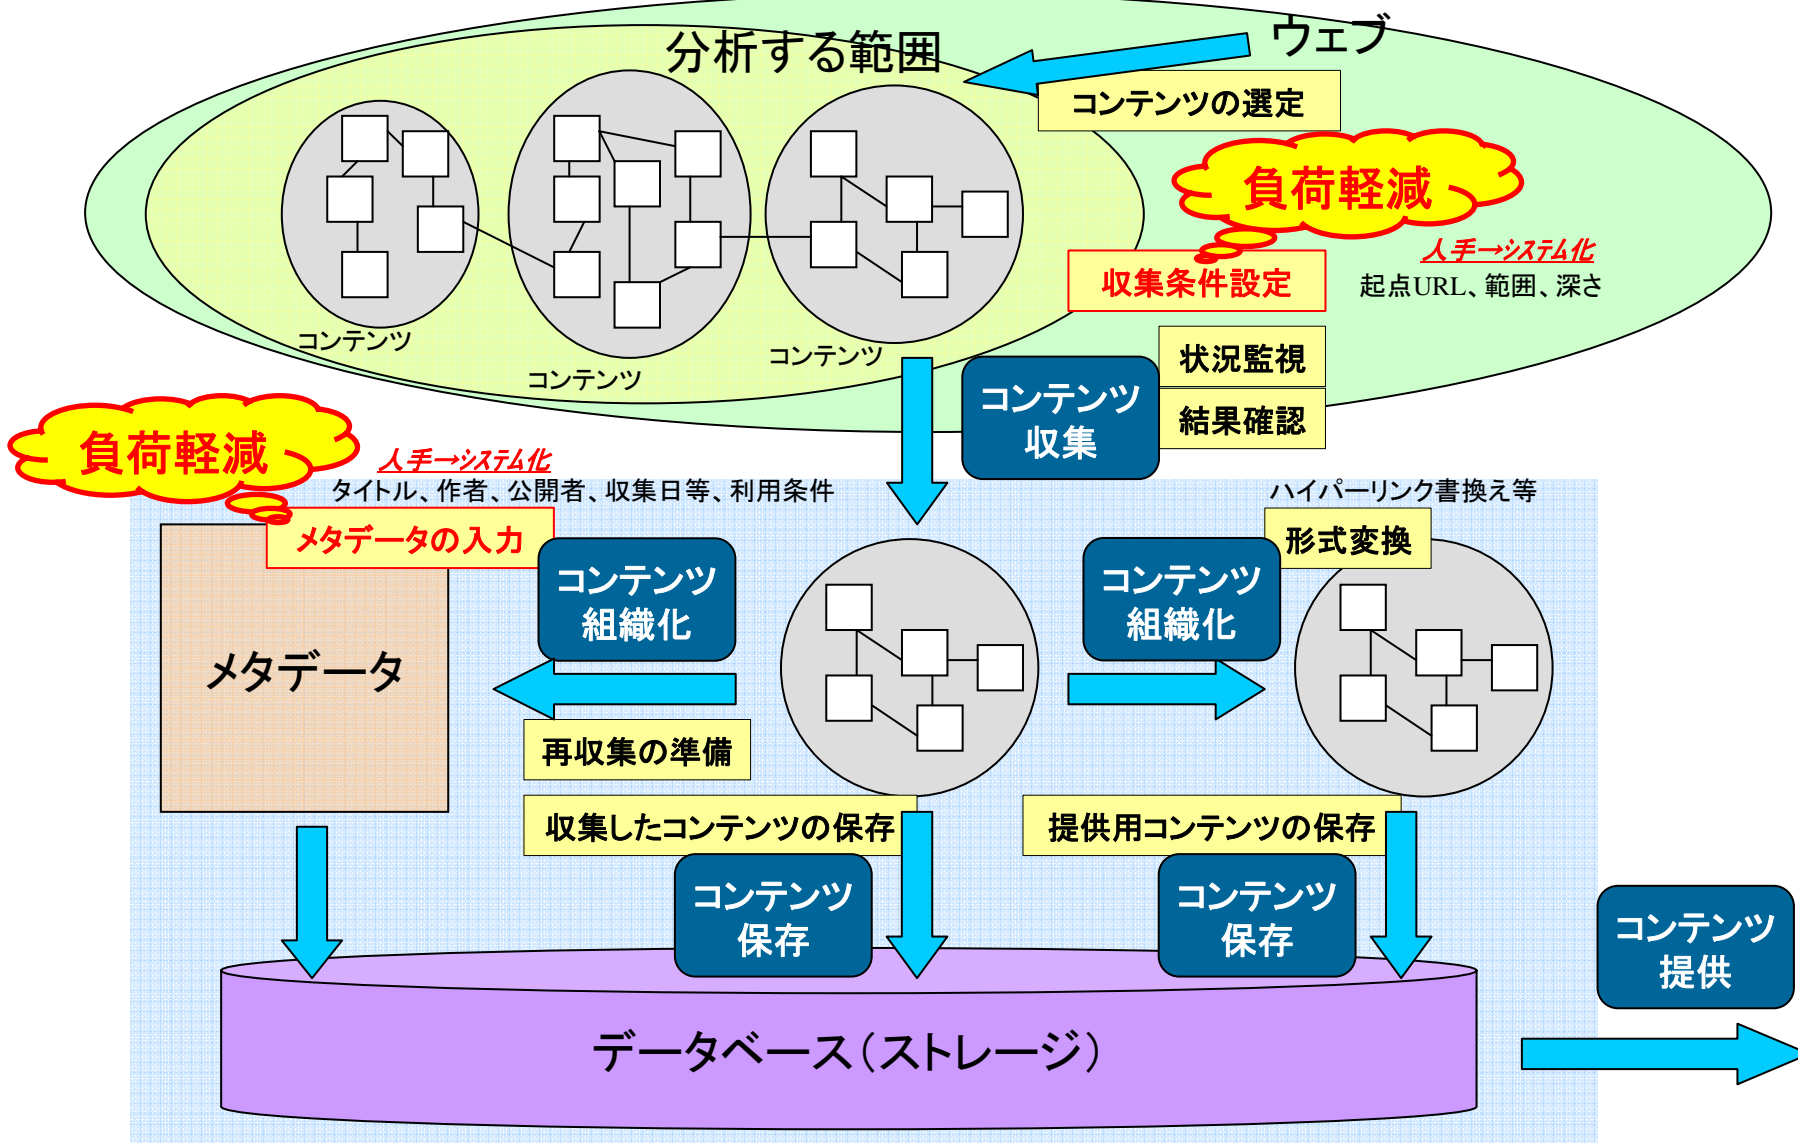 ウェブ
分析する範囲
コンテンツの選定
負荷軽減
人手→システム化
収集条件設定
起点URL、範囲、深さ
コンテンツ
コンテンツ
コンテンツ
状況監視
コンテンツ
収集
結果確認
負荷軽減
人手→システム化
タイトル、作者、公開者、収集日等、利用条件
ハイパーリンク書換え等
メタデータの入力
形式変換
コンテンツ
組織化
コンテンツ
組織化
メタデータ
再収集の準備
収集したコンテンツの保存
提供用コンテンツの保存
コンテンツ
保存
コンテンツ
保存
コンテンツ
提供
データベース（ストレージ）